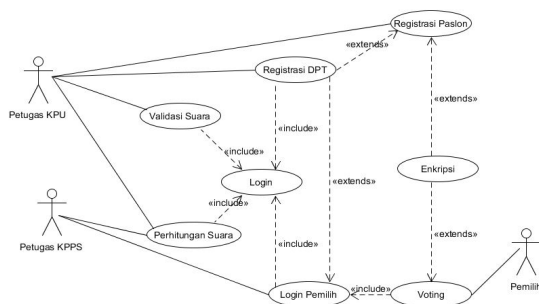 Registrasi Paslon
«extends»
Registrasi DPT
Petugas KPU
Validasi Suara
«extends»
«include»
«include»
Login
Enkripsi
«extends»
«include»
Petugas KPPS
Perhitungan Suara
«include»
«extends»
Login Pemilih
«include»
Voting
Pemilih